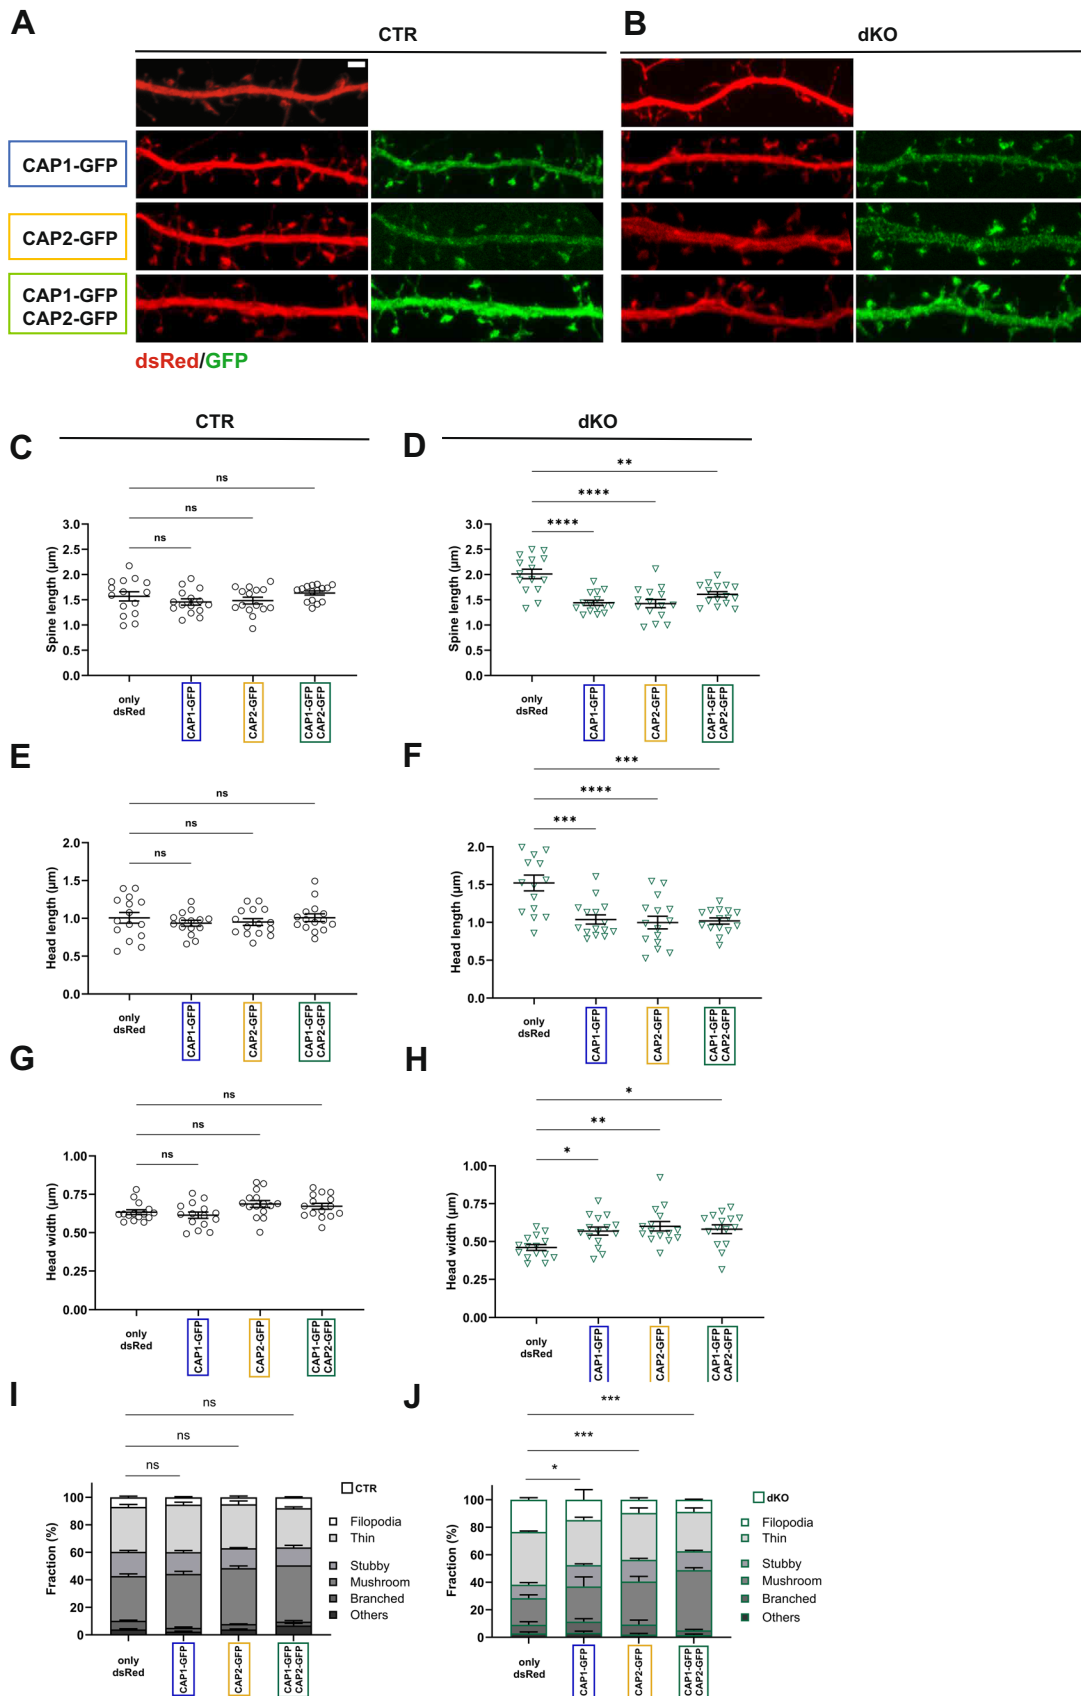 A
CTR
B
dKO
CAP1-GFP
CAP2-GFP
CAP1-GFP
CAP2-GFP
dsRed/GFP
CTR
dKO
C
ns
ns
ns
Spine length (µm)
3.0
2.5
2.0
1.5
1.0
0.5
0.0
only
dsRed
CAP1-GFP
CAP2-GFP
CAP1-GFP
CAP2-GFP
D
**
****
****
Spine length (µm)
3.0
2.5
2.0
1.5
1.0
0.5
0.0
only
dsRed
CAP1-GFP
CAP2-GFP
CAP1-GFP
CAP2-GFP
E
ns
ns
ns
Head length (µm)
2.0
1.5
1.0
0.5
0.0
only
dsRed
CAP1-GFP
CAP2-GFP
CAP1-GFP
CAP2-GFP
F
***
****
***
Head length (µm)
2.0
1.5
1.0
0.5
0.0
only
dsRed
CAP1-GFP
CAP2-GFP
CAP1-GFP
CAP2-GFP
G
ns
ns
ns
Head width (µm)
1.00
0.75
0.50
0.25
0.00
only
dsRed
CAP1-GFP
CAP2-GFP
CAP1-GFP
CAP2-GFP
H
*
**
*
Head width (µm)
1.00
0.75
0.50
0.25
0.00
only
dsRed
CAP1-GFP
CAP2-GFP
CAP1-GFP
CAP2-GFP
I
ns
ns
ns
Fraction (%)
100
80
60
40
20
0
only
dsRed
CAP1-GFP
CAP2-GFP
CAP1-GFP
CAP2-GFP
CTR
Filopodia
Thin
Stubby
Mushroom
Branched
Others
J
***
***
*
Fraction (%)
100
80
60
40
20
0
only
dsRed
CAP1-GFP
CAP2-GFP
CAP1-GFP
CAP2-GFP
dKO
Filopodia
Thin
Stubby
Mushroom
Branched
Others